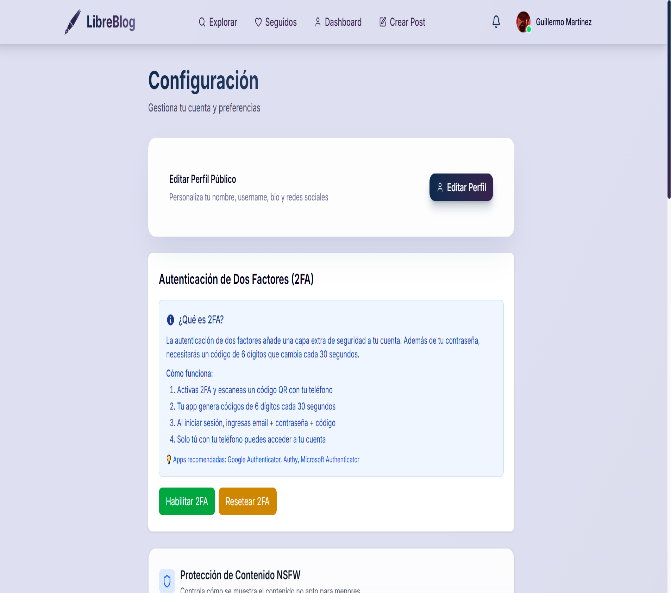 LibreBlog
Explorar
Seguidos
Dashboard
Crear Post
Guillermo Martinez
Configuración
Gestiona tu cuenta y preferencias
Editar Perfil Público
Personaliza tu nombre, username, bio y redes sociales
Editar Perfil
Autenticación de Dos Factores (2FA)
¿Qué es 2FA?
La autenticación de dos factores añade una capa extra de seguridad a tu cuenta. Además de tu contraseña,
necesitarás un código de 6 dígitos que cambia cada 30 segundos.
Cómo funciona:
1. Activas 2FA y escaneas un código QR con tu teléfono
2. Tu app genera códigos de 6 dígitos cada 30 segundos
3. Al iniciar sesión, ingresas email + contraseña + código
4. Solo tú con tu teléfono puedes acceder a tu cuenta
Apps recomendadas: Google Authenticator, Authy, Microsoft Authenticator
Habilitar 2FA
Resetear 2FA
Protección de Contenido NSFW
Controla cómo se muestra el contenido no apto para menores